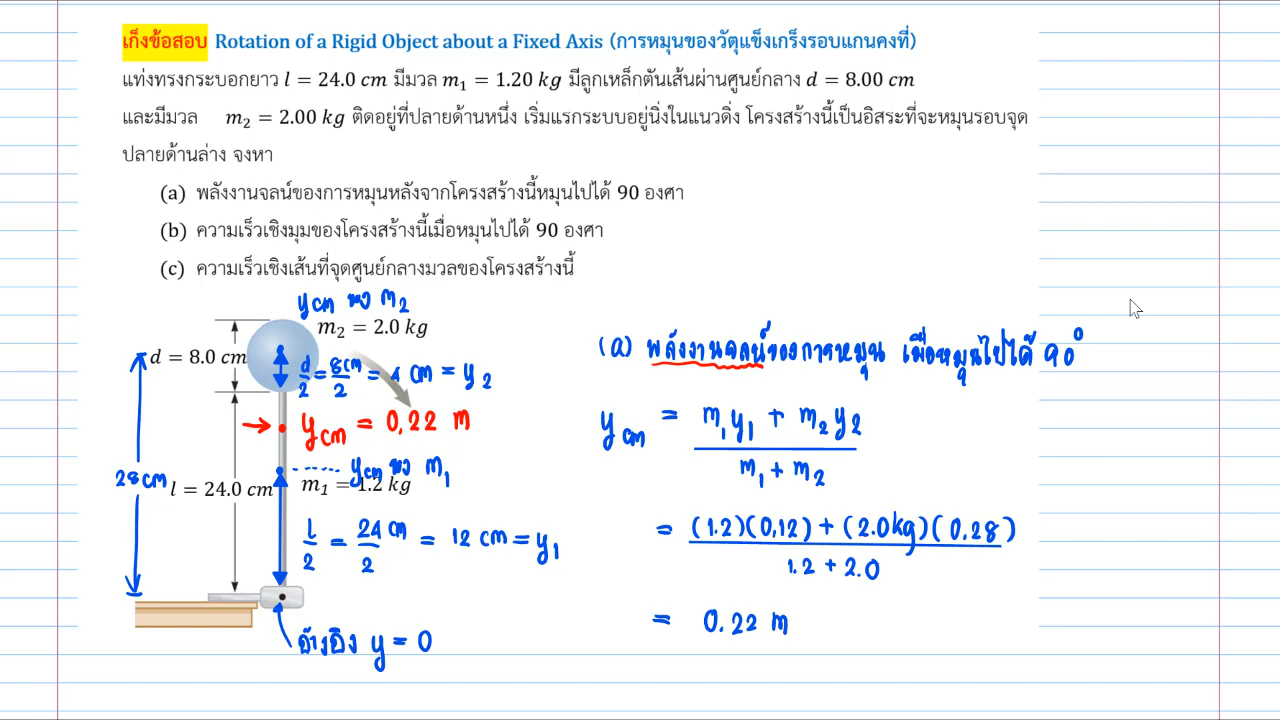 เก็งข้อสอบ Rotation of a Rigid Object about a Fixed Axis (การหมุนของวัตุแข็งเกร็งรอบแกนคงที่)
แท่งทรงกระบอกยาว l = 24.0 cm มีมวล m₁ = 1.20 kg มีลูกเหล็กตันเส้นผ่านศูนย์กลาง d = 8.00 cm
และมีมวล m₂ = 2.00 kg ติดอยู่ที่ปลายด้านหนึ่ง เริ่มแรกระบบอยู่นิ่งในแนวดิ่ง โครงสร้างนี้เป็นอิสระที่จะหมุนรอบจุด
ปลายด้านล่าง จงหา
(a) พลังงานจลน์ของการหมุนหลังจากโครงสร้างนี้หมุนไปได้ 90 องศา
(b) ความเร็วเชิงมุมของโครงสร้างนี้เมื่อหมุนไปได้ 90 องศา
(c) ความเร็วเชิงเส้นที่จุดศูนย์กลางมวลของโครงสร้างนี้
ycm ของ m₂
m₂ = 2.0 kg
d = 8.0 cm
d/2 = 8cm/2 = 4 cm = y₂
ycm = 0.22 m
ycm ของ m₁
28 cm
l = 24.0 cm
m₁ = 1.2 kg
l/2 = 24 cm/2 = 12 cm = y₁
อ้างอิง y = 0
(a) พลังงานจลน์ของการหมุน เมื่อหมุนไปได้ 90°
ycm = m₁y₁ + m₂y₂
m₁ + m₂
= (1.2)(0.12) + (2.0kg)(0.28)
1.2 + 2.0
= 0.22 m